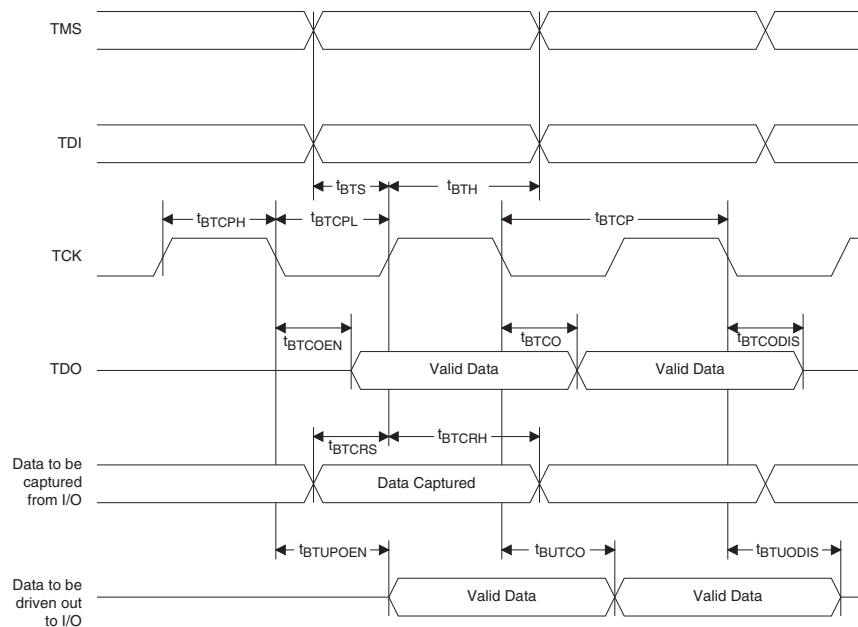 TMS
TDI
tBTS
tBTH
tBTCPH
tBTCPL
tBTCP
TCK
tBTCOEN
tBTCO
tBTCODIS
TDO
Valid Data
Valid Data
tBTCRS
tBTCRH
Data to be
captured
from I/O
Data Captured
tBTUPOEN
tBUTCO
tBTUODIS
Data to be
driven out
to I/O
Valid Data
Valid Data